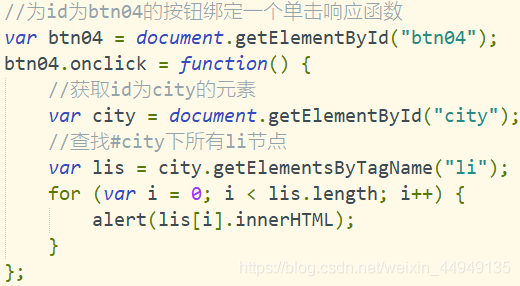 //为id为btn04的按钮绑定一个单击响应函数
var btn04 = document.getElementById("btn04");
btn04.onclick = function() {
//获取id为city的元素
var city = document.getElementById("city");
//查找#city下所有li节点
var lis = city.getElementsByTagName("li");
for (var i = 0; i < lis.length; i++) {
alert(lis[i].innerHTML);
}
};
https://blog.csdn.net/weixin_44949135